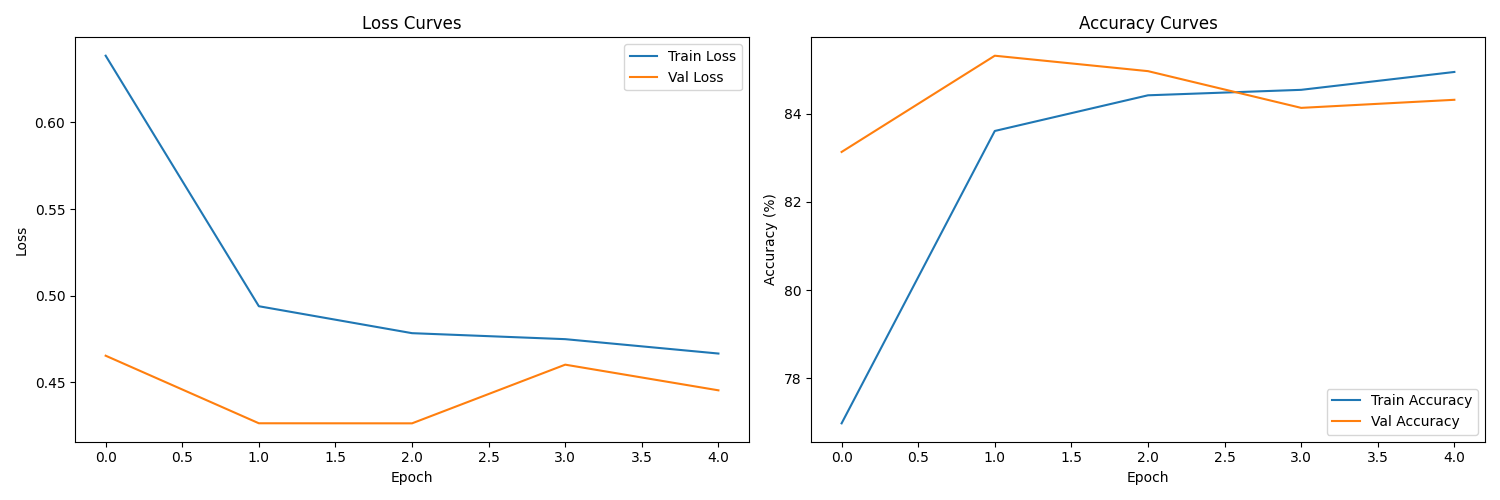 Loss Curves
Train Loss
Val Loss
0.60
0.55
0.50
0.45
Loss
0.0 0.5 1.0 1.5 2.0 2.5 3.0 3.5 4.0
Epoch
Accuracy Curves
84
82
80
78
Accuracy (%)
Train Accuracy
Val Accuracy
0.0 0.5 1.0 1.5 2.0 2.5 3.0 3.5 4.0
Epoch